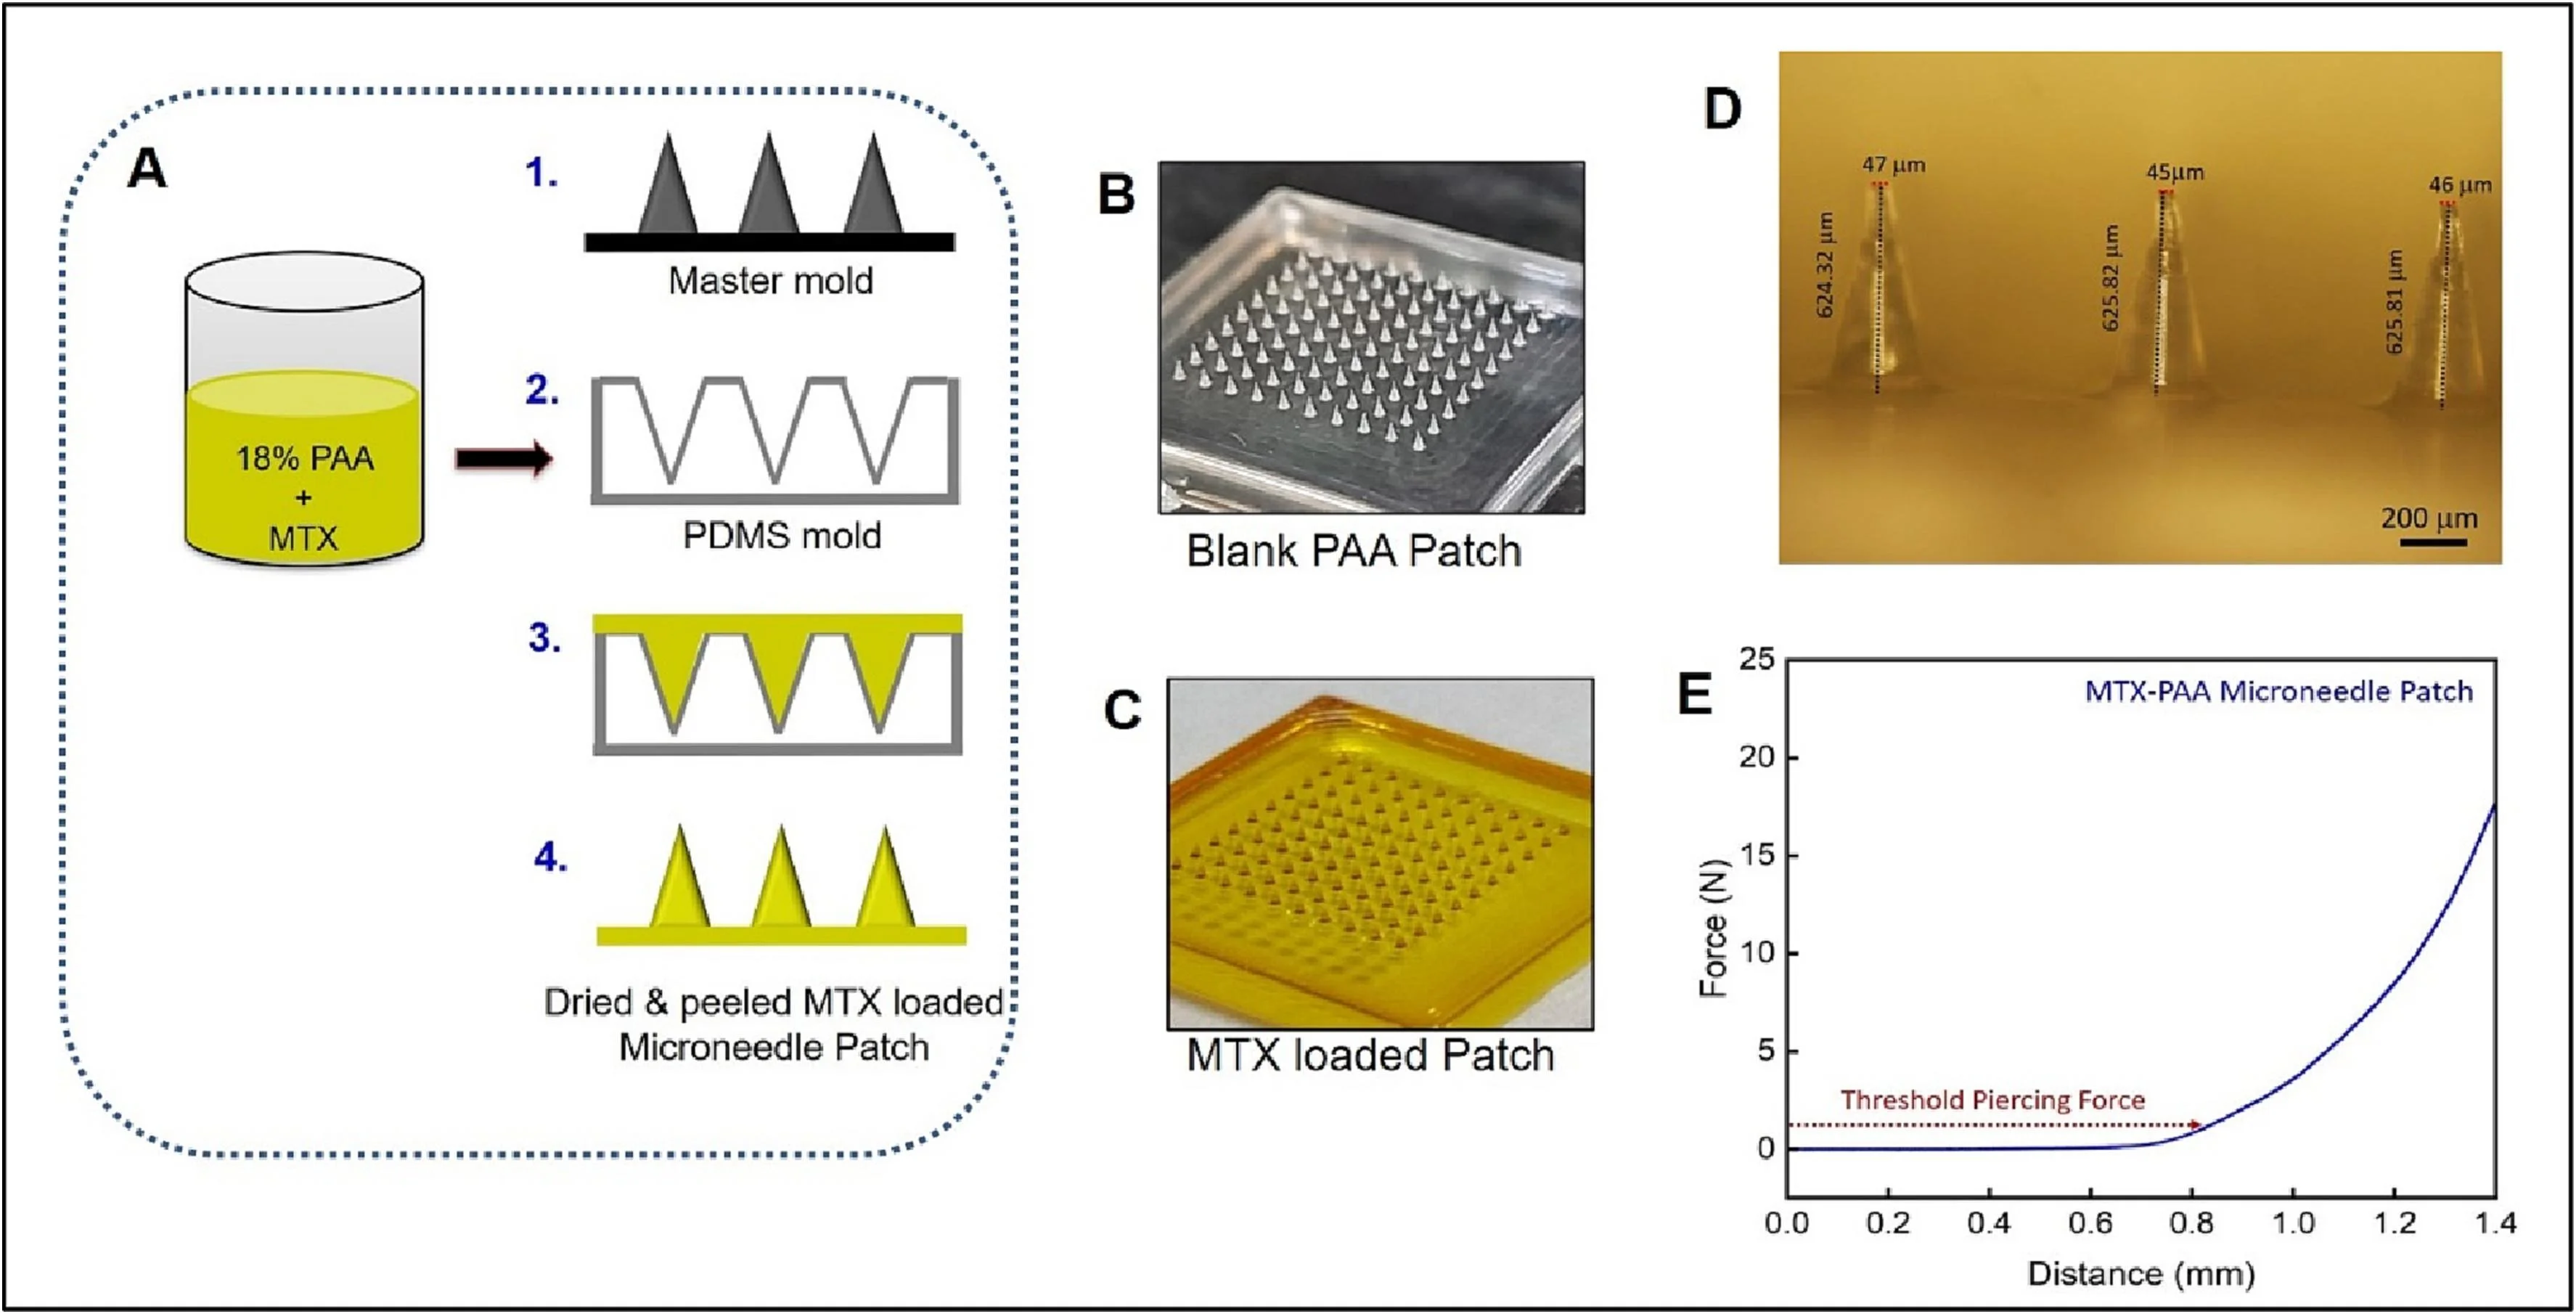 A
18% PAA
+
MTX
1.
Master mold
2.
PDMS mold
3.
4.
Dried & peeled MTX loaded
Microneedle Patch
B
Blank PAA Patch
C
MTX loaded Patch
D
47 µm
45µm
46 µm
624.32 µm
625.82 µm
625.81 µm
200 µm
E
MTX-PAA Microneedle Patch
Threshold Piercing Force
Force (N)
25
20
15
10
5
0
0.0 0.2 0.4 0.6 0.8 1.0 1.2 1.4
Distance (mm)